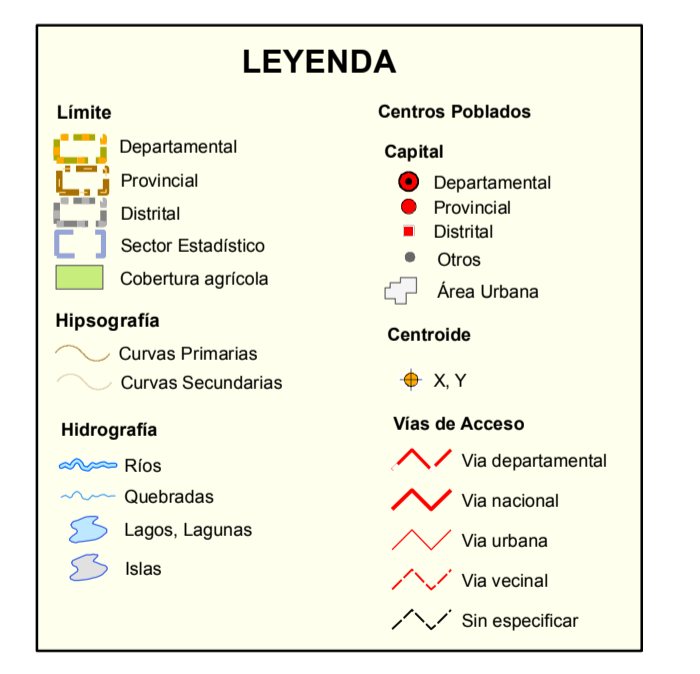 LEYENDA
Límite
Departamental
Provincial
Distrital
Sector Estadístico
Cobertura agrícola
Hipsografía
Curvas Primarias
Curvas Secundarias
Hidrografía
Ríos
Quebradas
Lagos, Lagunas
Islas
Centros Poblados
Capital
Departamental
Provincial
Distrital
Otros
Área Urbana
Centroide
X, Y
Vías de Acceso
Via departamental
Via nacional
Via urbana
Via vecinal
Sin especificar